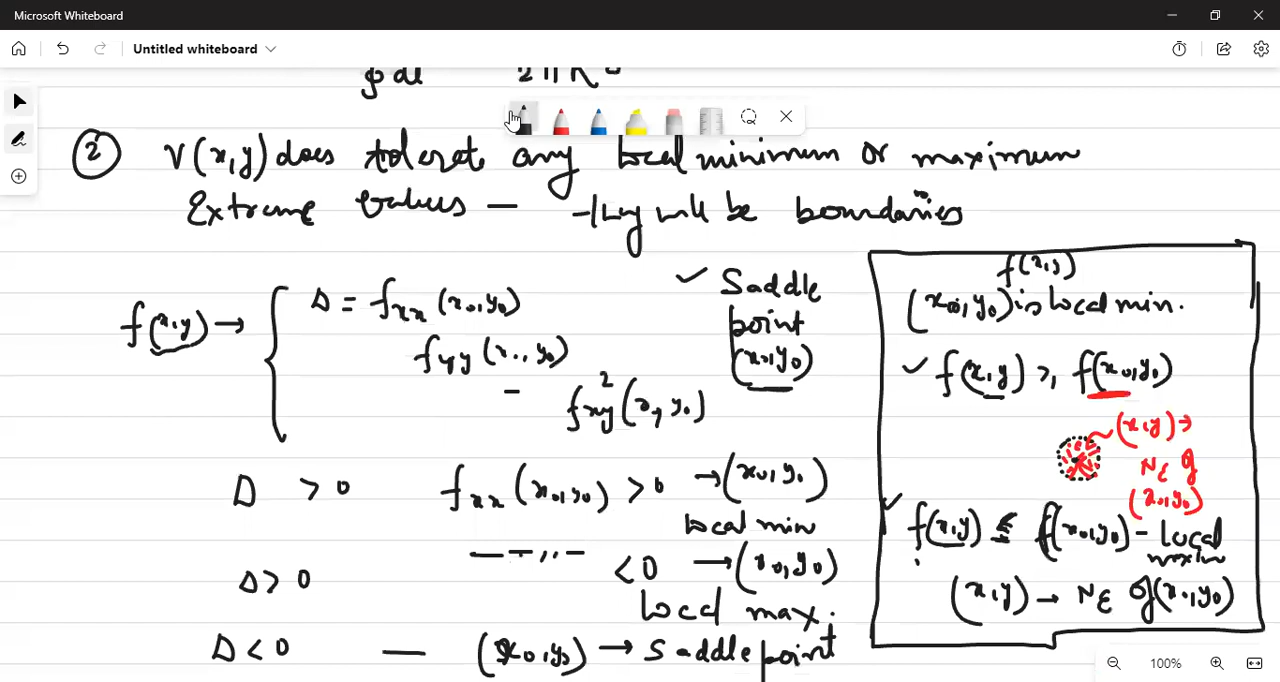 Microsoft Whiteboard
Untitled whiteboard
2πR
② V(x,y) does tolerate any local minimum or maximum
Extreme values — they will be boundaries
f(x,y) → { Δ = fxx (x0,y0)
fyy (x0,y0)
- fxy² (x0, y0)
✓ Saddle
point
(x0,y0)
Δ > 0 fxx (x0,y0) > 0 → (x0,y0)
local min
Δ > 0 — — ,, — < 0 → (x0,y0)
local max.
Δ < 0 — (x0,y0) → Saddle point
f(x,y)
(x0,y0) is local min.
✓ f(x,y) ≥ f(x0,y0)
(x,y) →
Nε of
(x0,y0)
✓ f(x,y) ≤ f(x0,y0) - local
maxim
(x,y) → Nε of (x0,y0)
100%